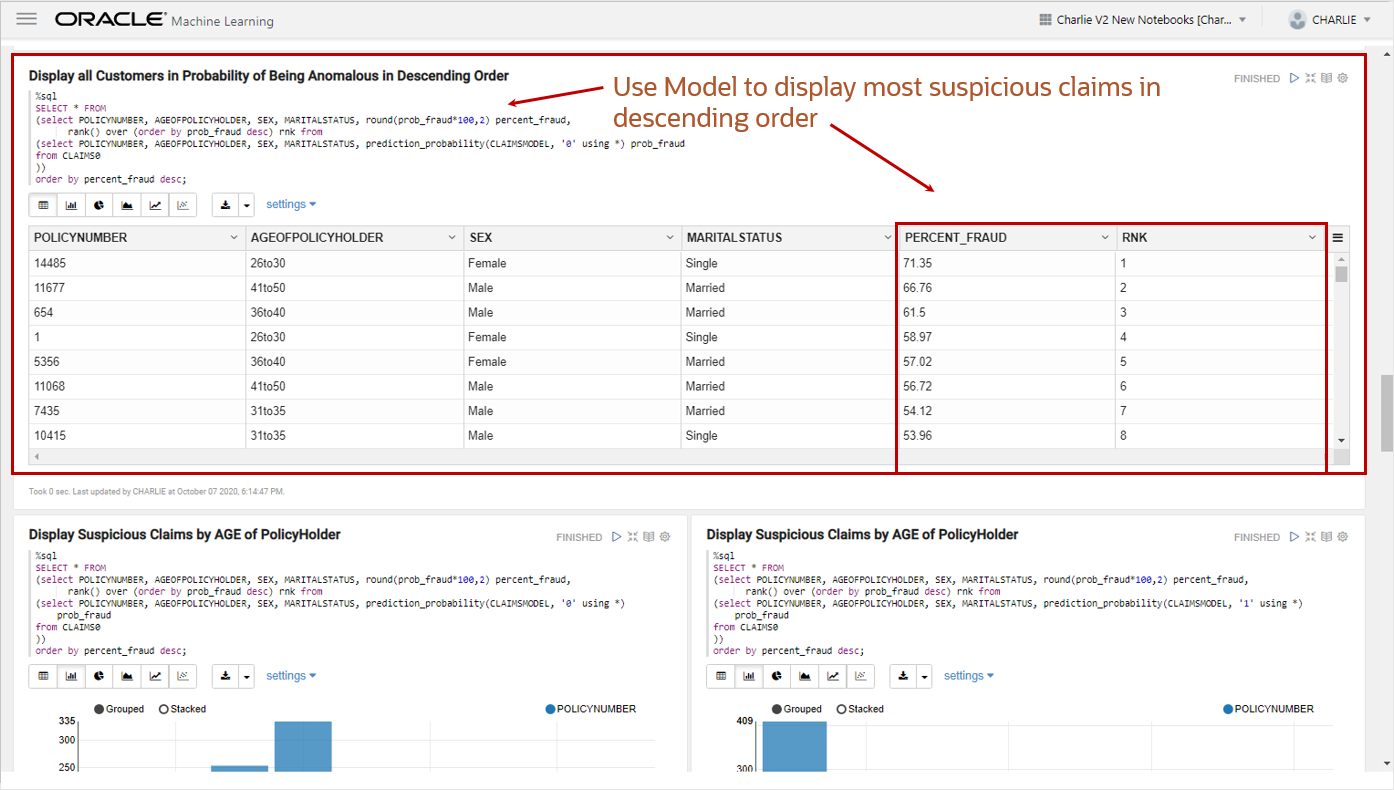 ORACLE Machine Learning
Charlie V2 New Notebooks [Char...
CHARLIE
Display all Customers in Probability of Being Anomalous in Descending Order
FINISHED
Use Model to display most suspicious claims in
descending order
%sql
SELECT * FROM
(select POLICYNUMBER, AGEOFPOLICYHOLDER, SEX, MARITALSTATUS, round(prob_fraud*100,2) percent_fraud,
rank() over (order by prob_fraud desc) rnk from
(select POLICYNUMBER, AGEOFPOLICYHOLDER, SEX, MARITALSTATUS, prediction_probability(CLAIMSMODEL, '0' using *) prob_fraud
from CLAIMS0
))
order by percent_fraud desc;
settings
POLICYNUMBER AGEOFPOLICYHOLDER SEX MARITALSTATUS PERCENT_FRAUD RNK
14485 26to30 Female Single 71.35 1
11677 41to50 Male Married 66.76 2
654 36to40 Male Married 61.5 3
1 26to30 Female Single 58.97 4
5356 36to40 Female Married 57.02 5
11068 41to50 Male Married 56.72 6
7435 31to35 Male Married 54.12 7
10415 31to35 Male Single 53.96 8
Took 0 sec. Last updated by CHARLIE at October 07 2020, 6:14:47 PM.
Display Suspicious Claims by AGE of PolicyHolder
FINISHED
%sql
SELECT * FROM
(select POLICYNUMBER, AGEOFPOLICYHOLDER, SEX, MARITALSTATUS, round(prob_fraud*100,2) percent_fraud,
rank() over (order by prob_fraud desc) rnk from
(select POLICYNUMBER, AGEOFPOLICYHOLDER, SEX, MARITALSTATUS, prediction_probability(CLAIMSMODEL, '0' using *)
prob_fraud
from CLAIMS0
))
order by percent_fraud desc;
settings
Grouped Stacked POLICYNUMBER
335
300
250
Display Suspicious Claims by AGE of PolicyHolder
FINISHED
%sql
SELECT * FROM
(select POLICYNUMBER, AGEOFPOLICYHOLDER, SEX, MARITALSTATUS, round(prob_fraud*100,2) percent_fraud,
rank() over (order by prob_fraud desc) rnk from
(select POLICYNUMBER, AGEOFPOLICYHOLDER, SEX, MARITALSTATUS, prediction_probability(CLAIMSMODEL, '1' using *)
prob_fraud
from CLAIMS0
))
order by percent_fraud desc;
settings
Grouped Stacked POLICYNUMBER
409
300